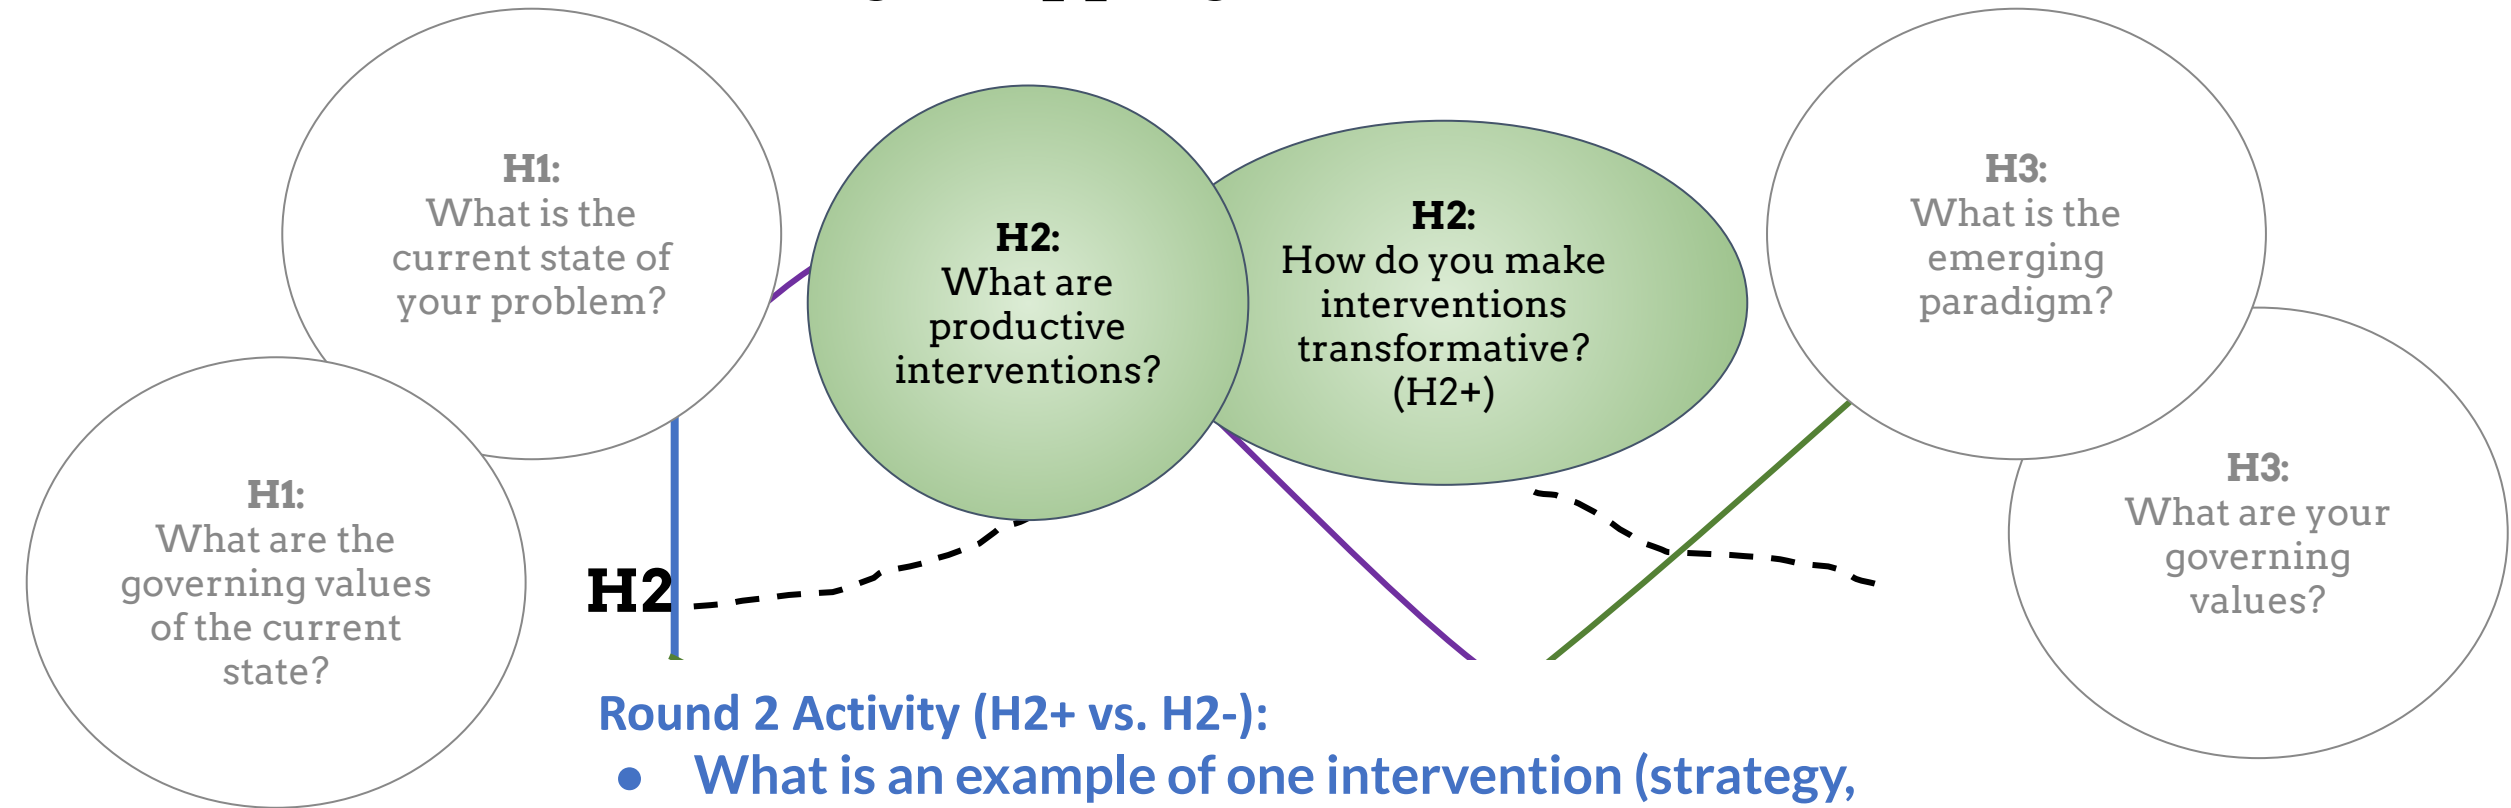 H1:
What is the
current state of
your problem?
H1:
What are the
governing values
of the current
state?
H2:
What are
productive
interventions?
H2:
How do you make
interventions
transformative?
(H2+)
H3:
What is the
emerging
paradigm?
H3:
What are your
governing
values?
H2
Round 2 Activity (H2+ vs. H2-):
● What is an example of one intervention (strategy,